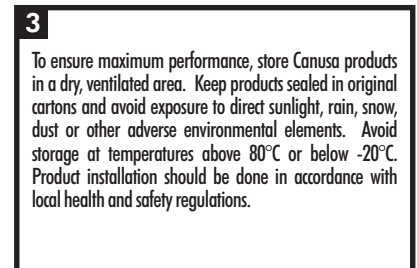 3
To ensure maximum performance, store Canusa products
in a dry, ventilated area. Keep products sealed in original
cartons and avoid exposure to direct sunlight, rain, snow,
dust or other adverse environmental elements. Avoid
storage at temperatures above 80°C or below -20°C.
Product installation should be done in accordance with
local health and safety regulations.